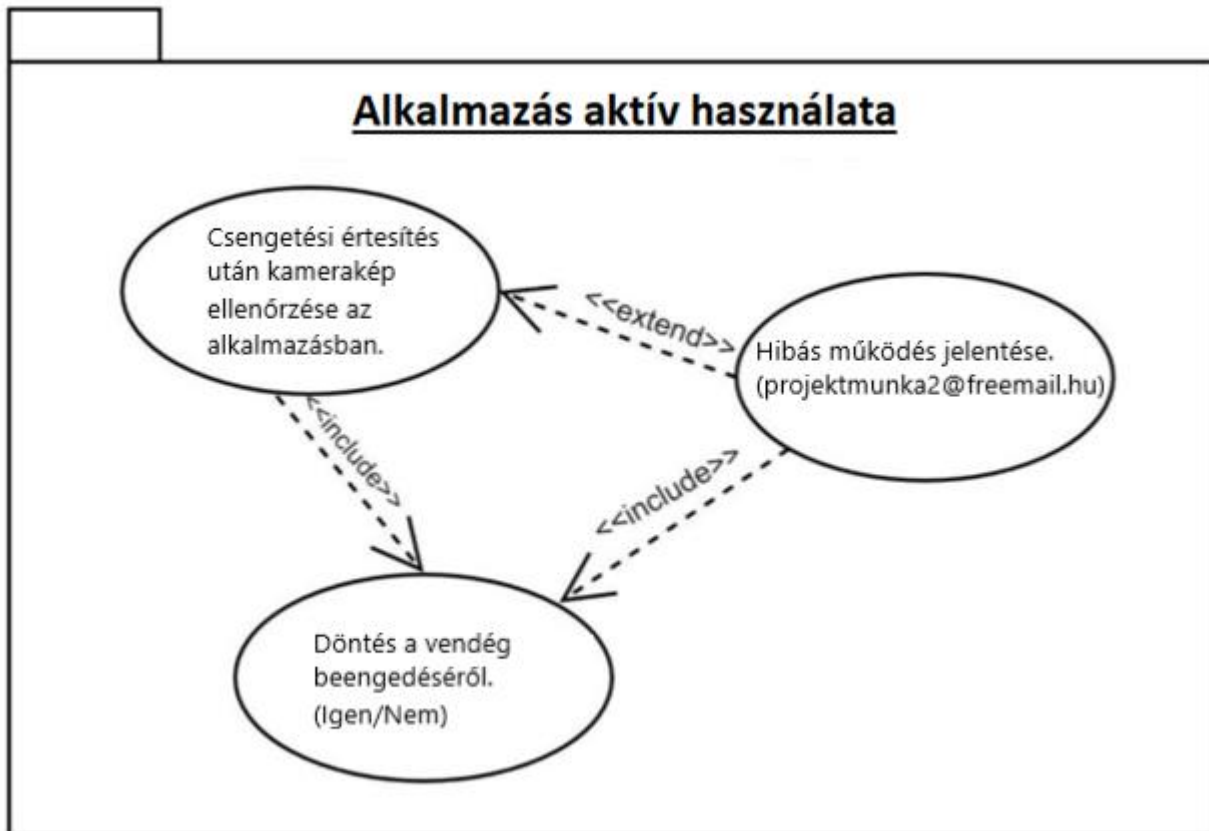 Alkalmazás aktív használata
Csengetési értesítés
után kamerakép
ellenőrzése az
alkalmazásban.
<<extend>>
Hibás működés jelentése.
(projektmunka2@freemail.hu)
<<include>>
<<include>>
Döntés a vendég
beengedéséről.
(Igen/Nem)